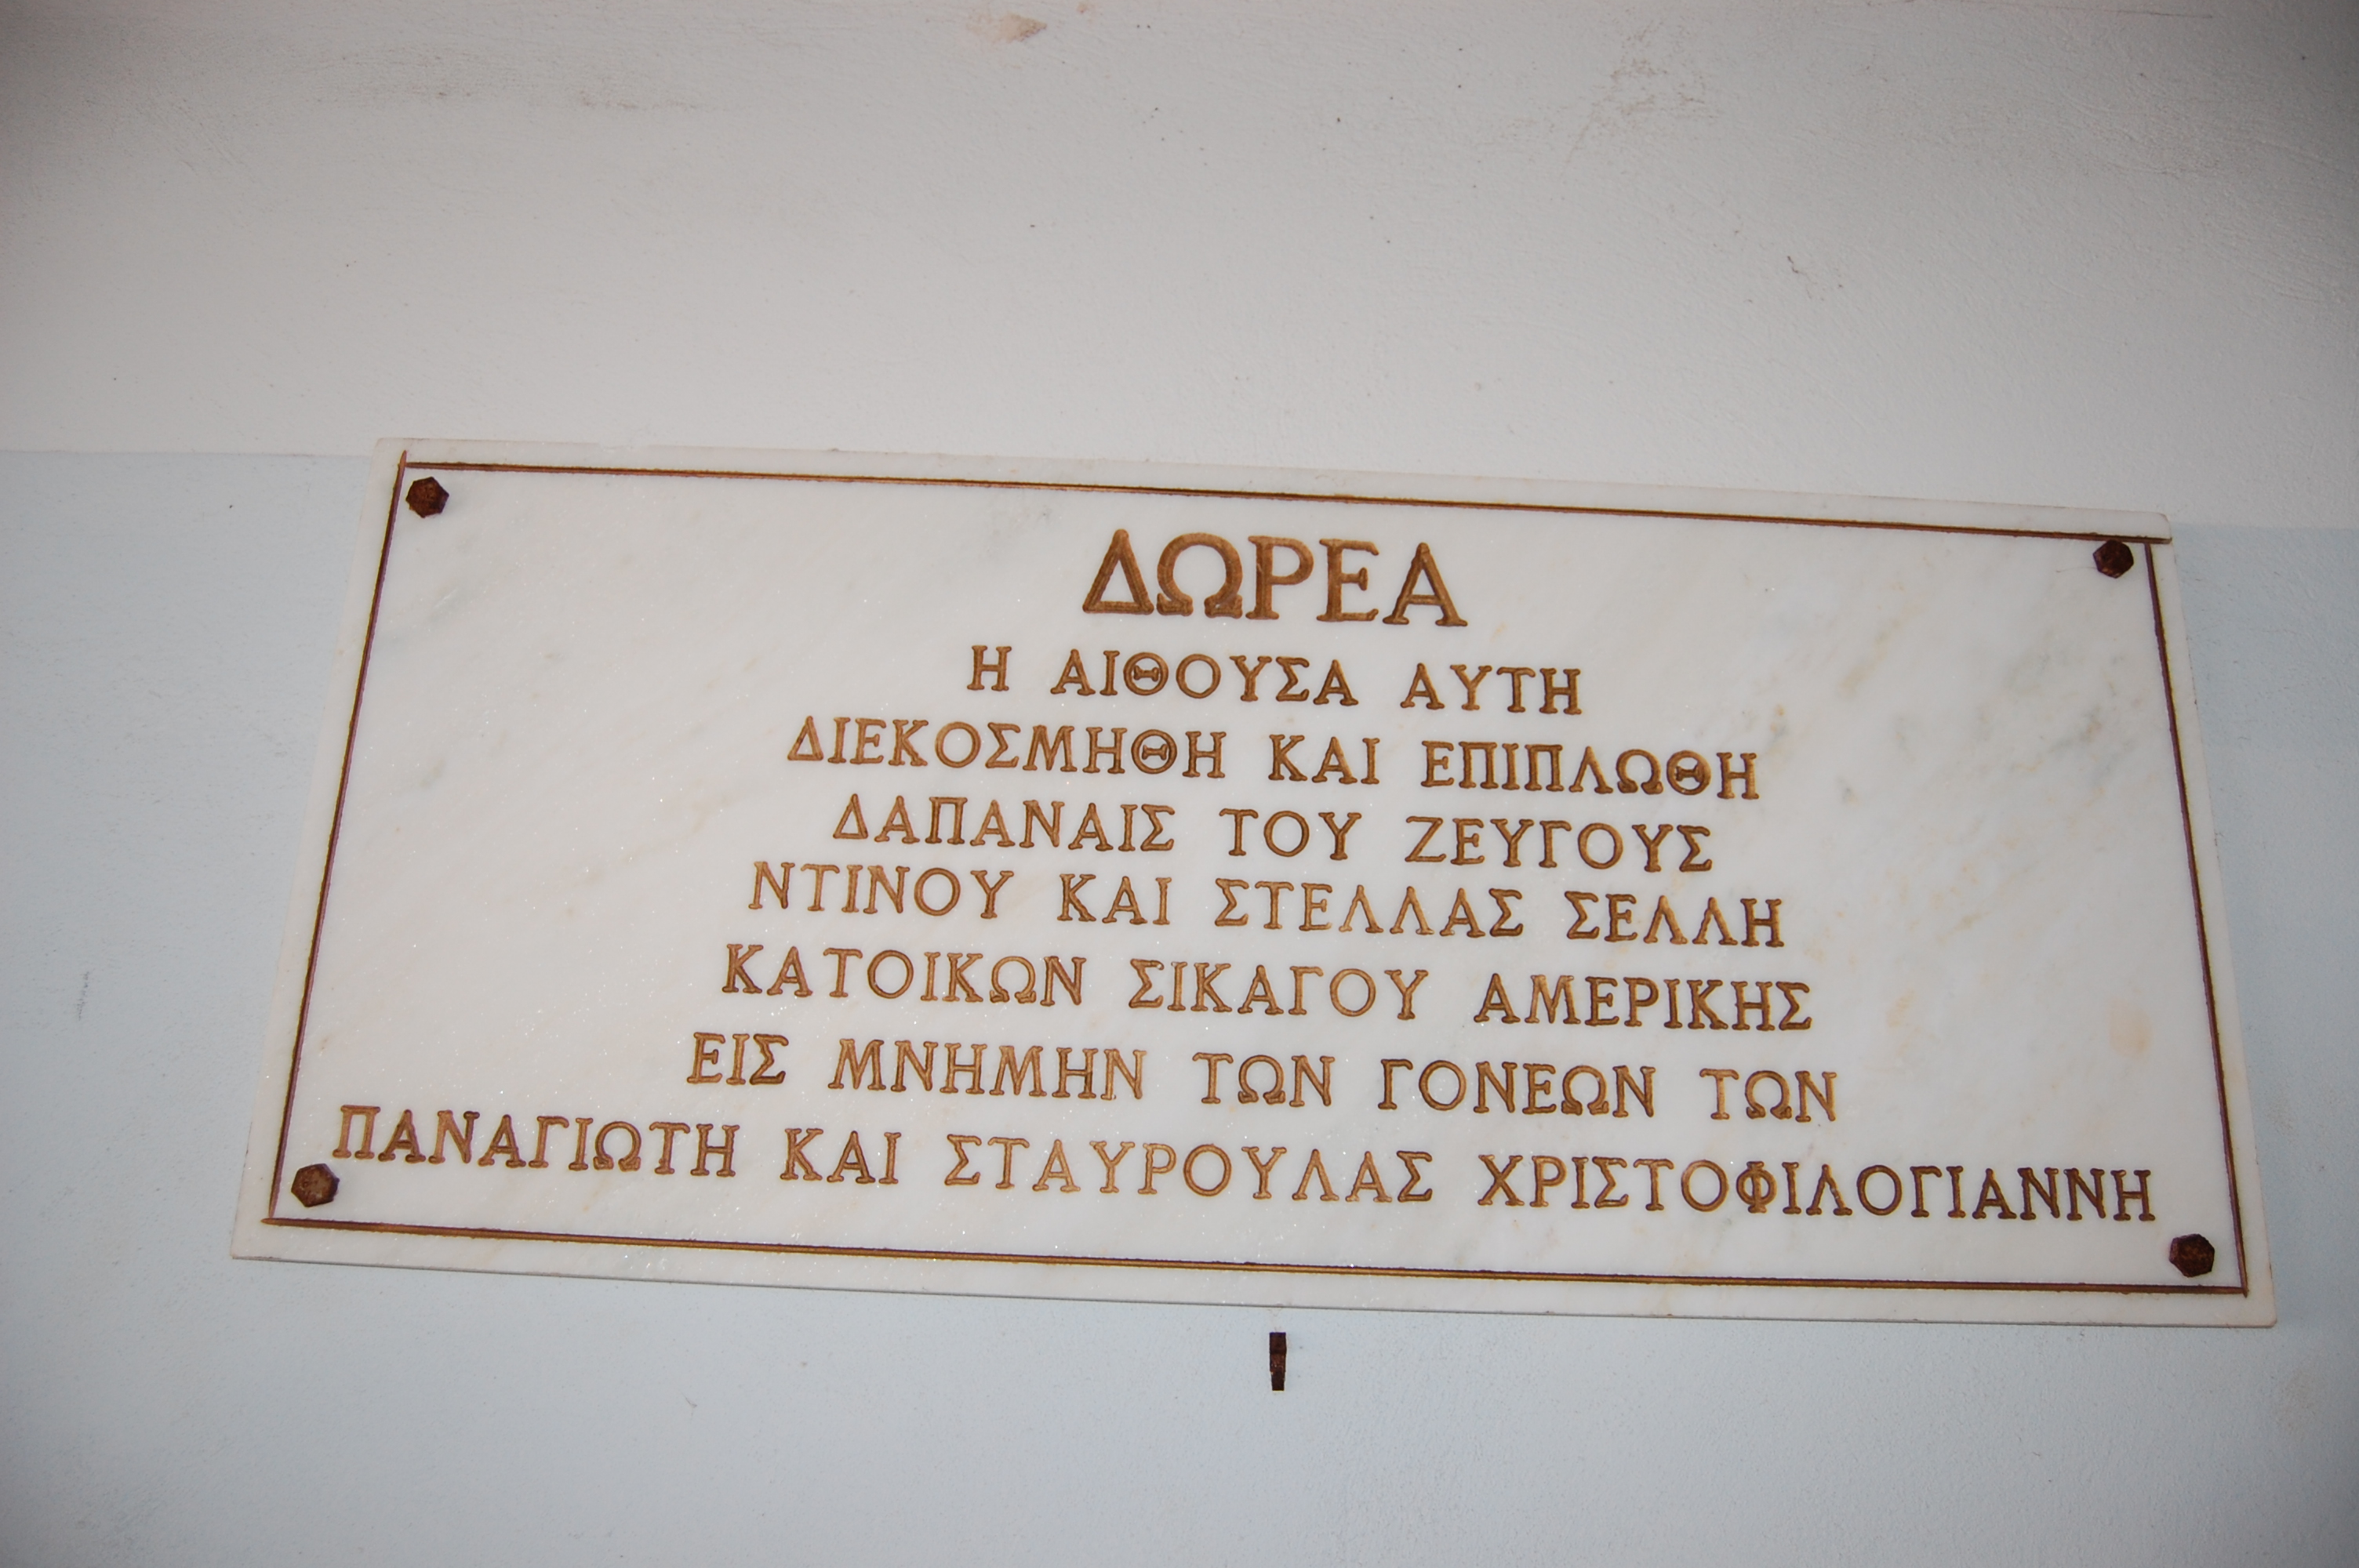 ΔΩΡΕΑ
Η ΑΙΘΟΥΣΑ ΑΥΤΗ
ΔΙΕΚΟΣΜΗΘΗ ΚΑΙ ΕΠΙΠΛΩΘΗ
ΔΑΠΑΝΑΙΣ ΤΟΥ ΖΕΥΓΟΥΣ
ΝΤΙΝΟΥ ΚΑΙ ΣΤΕΛΛΑΣ ΣΕΛΛΗ
ΚΑΤΟΙΚΩΝ ΣΙΚΑΓΟΥ ΑΜΕΡΙΚΗΣ
ΕΙΣ ΜΝΗΜΗΝ ΤΩΝ ΓΟΝΕΩΝ ΤΩΝ
ΠΑΝΑΓΙΩΤΗ ΚΑΙ ΣΤΑΥΡΟΥΛΑΣ ΧΡΙΣΤΟΦΙΛΟΓΙΑΝΝΗ